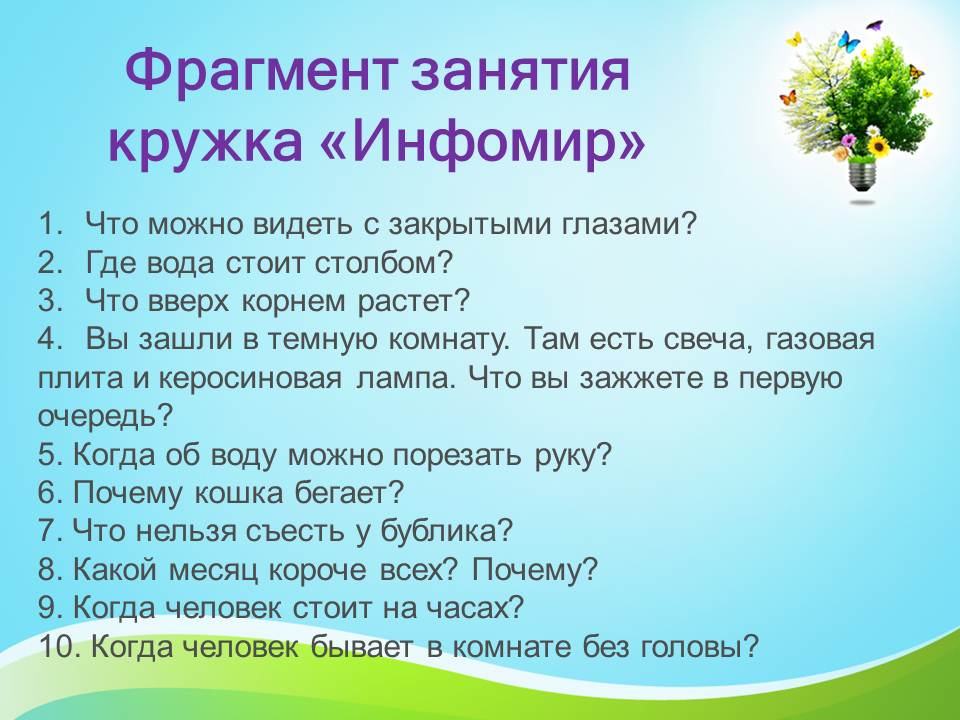 Фрагмент занятия
кружка «Инфомир»
1. Что можно видеть с закрытыми глазами?
2. Где вода стоит столбом?
3. Что вверх корнем растет?
4. Вы зашли в темную комнату. Там есть свеча, газовая
плита и керосиновая лампа. Что вы зажжете в первую
очередь?
5. Когда об воду можно порезать руку?
6. Почему кошка бегает?
7. Что нельзя съесть у бублика?
8. Какой месяц короче всех? Почему?
9. Когда человек стоит на часах?
10. Когда человек бывает в комнате без головы?